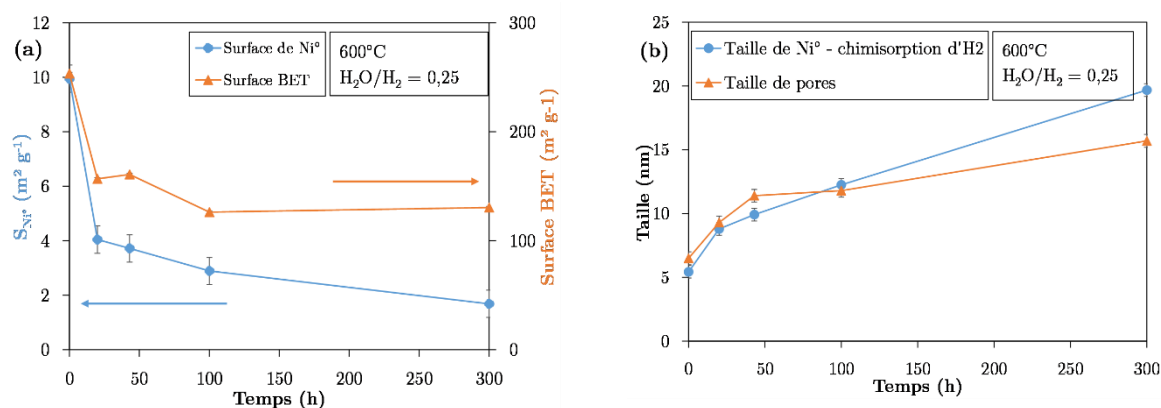 (a)
Surface de Ni°
Surface BET
600°C
H₂O/H₂ = 0,25
12
10
8
6
4
2
0
S_Ni° (m² g⁻¹)
300
200
100
0
Surface BET (m² g-1)
0 50 100 150 200 250 300
Temps (h)
(b)
Taille de Ni° - chimisorption d'H2
Taille de pores
600°C
H₂O/H₂ = 0,25
25
20
15
10
5
0
Taille (nm)
0 50 100 150 200 250 300
Temps (h)